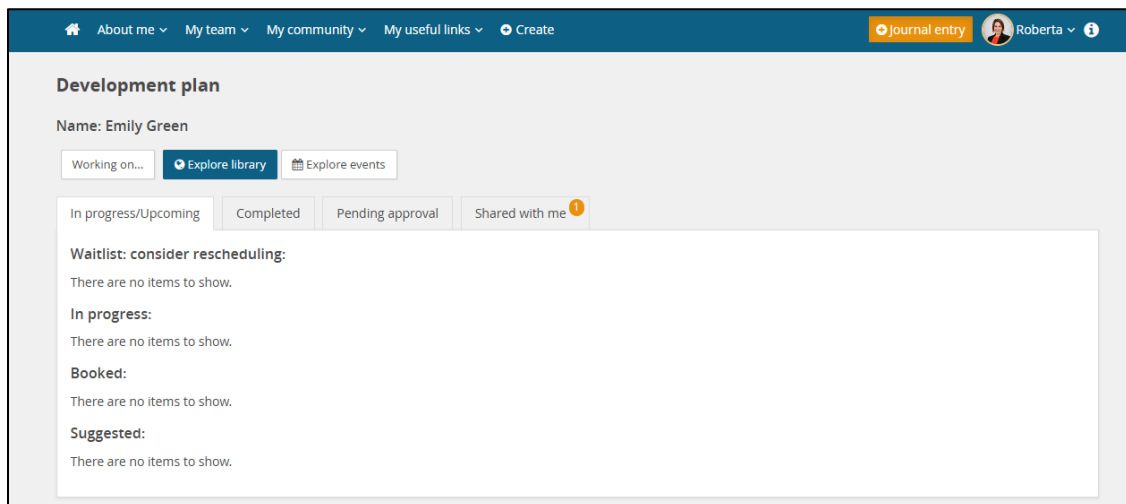 About me My team My community My useful links Create Journal entry Roberta
Development plan
Name: Emily Green
Working on... Explore library Explore events
In progress/Upcoming Completed Pending approval Shared with me 1
Waitlist: consider rescheduling:
There are no items to show.
In progress:
There are no items to show.
Booked:
There are no items to show.
Suggested:
There are no items to show.